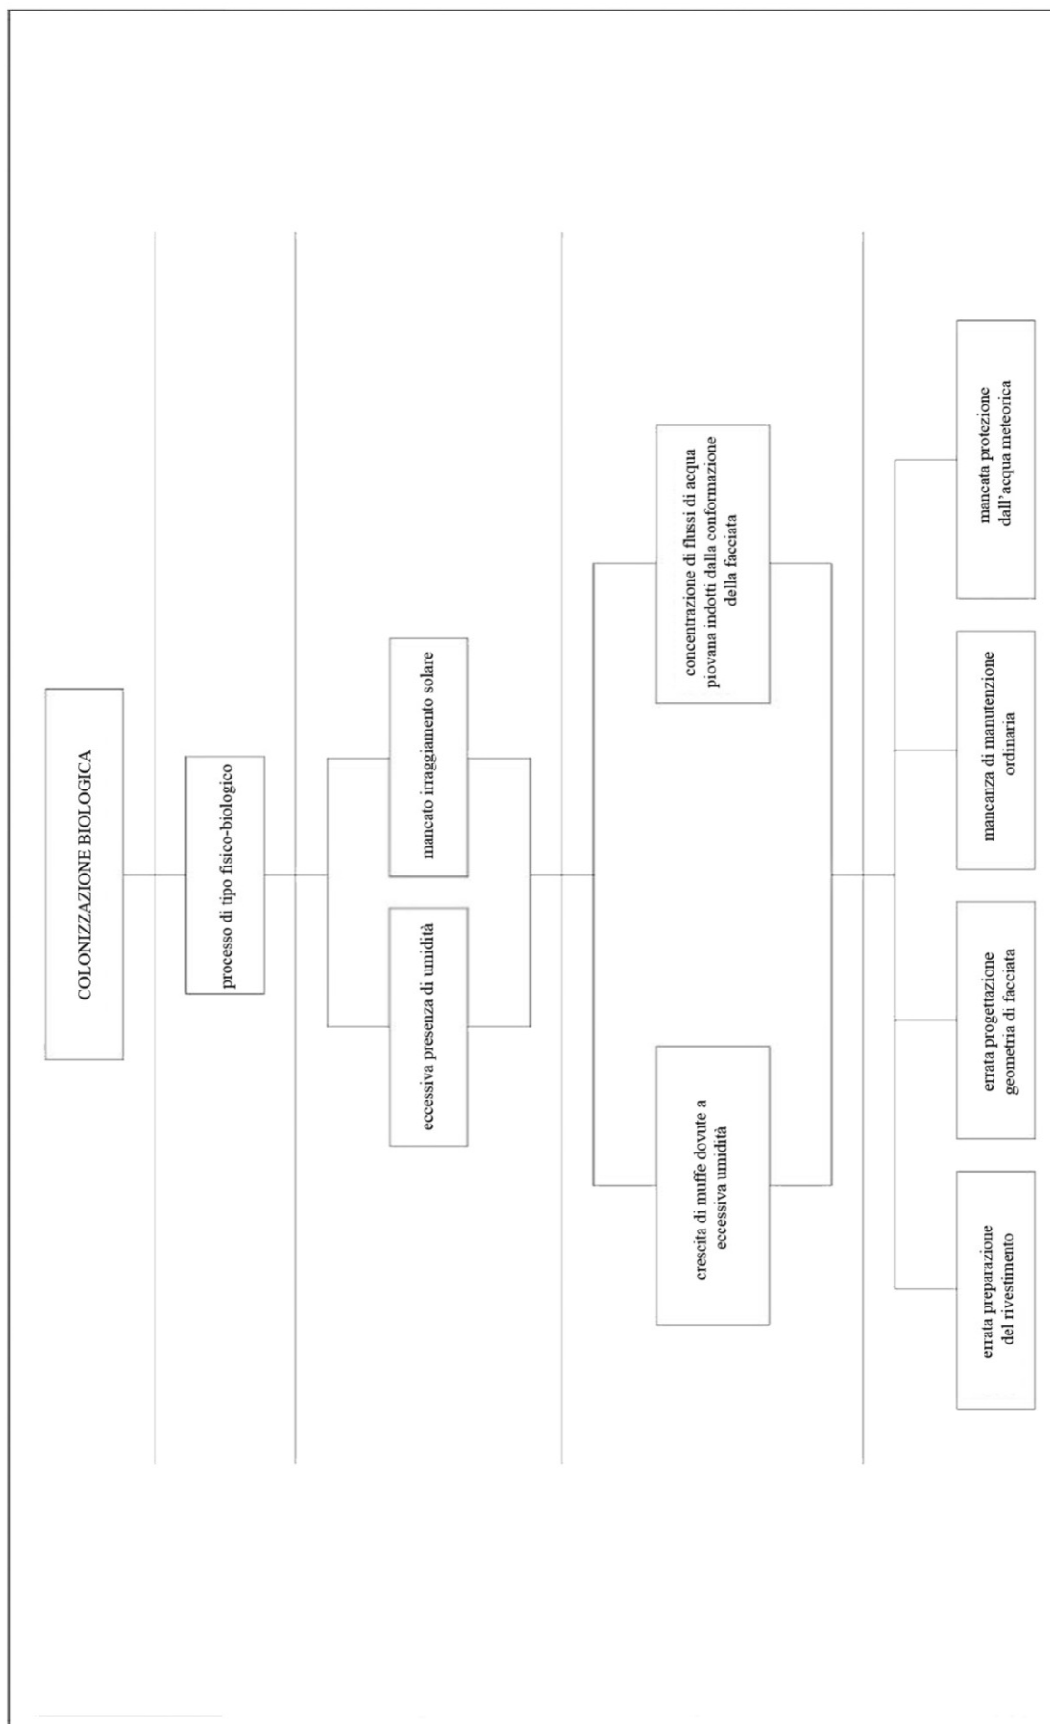 COLONIZZAZIONE BIOLOGICA
processo di tipo fisico-biologico
eccessiva presenza di umidità
mancato irraggiamento solare
crescita di muffe dovute a
eccessiva umidità
concentrazione di flussi di acqua
piovana indotti dalla conformazione
della facciata
errata preparazione
del rivestimento
errata progettazione
geometria di facciata
mancanza di manutenzione
ordinaria
mancata protezione
dall'acqua meteorica